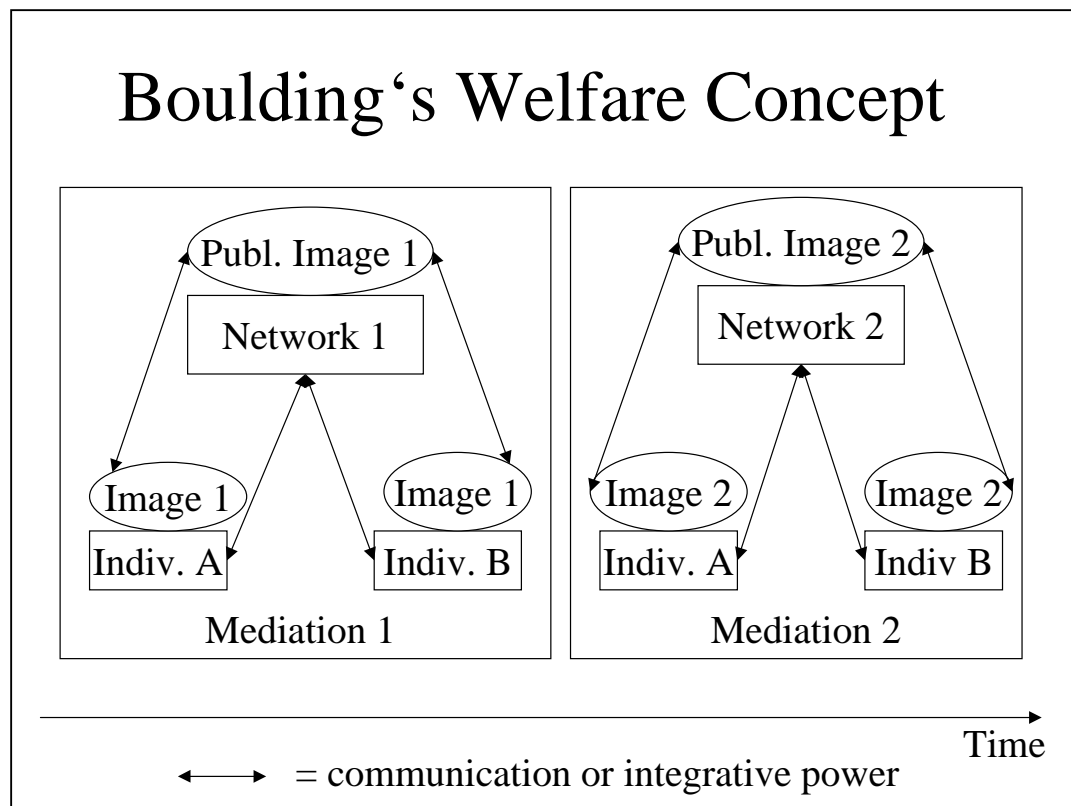 Boulding‘s Welfare Concept
Publ. Image 1
Network 1
Image 1
Image 1
Indiv. A
Indiv. B
Mediation 1
Publ. Image 2
Network 2
Image 2
Image 2
Indiv. A
Indiv B
Mediation 2
Time
= communication or integrative power